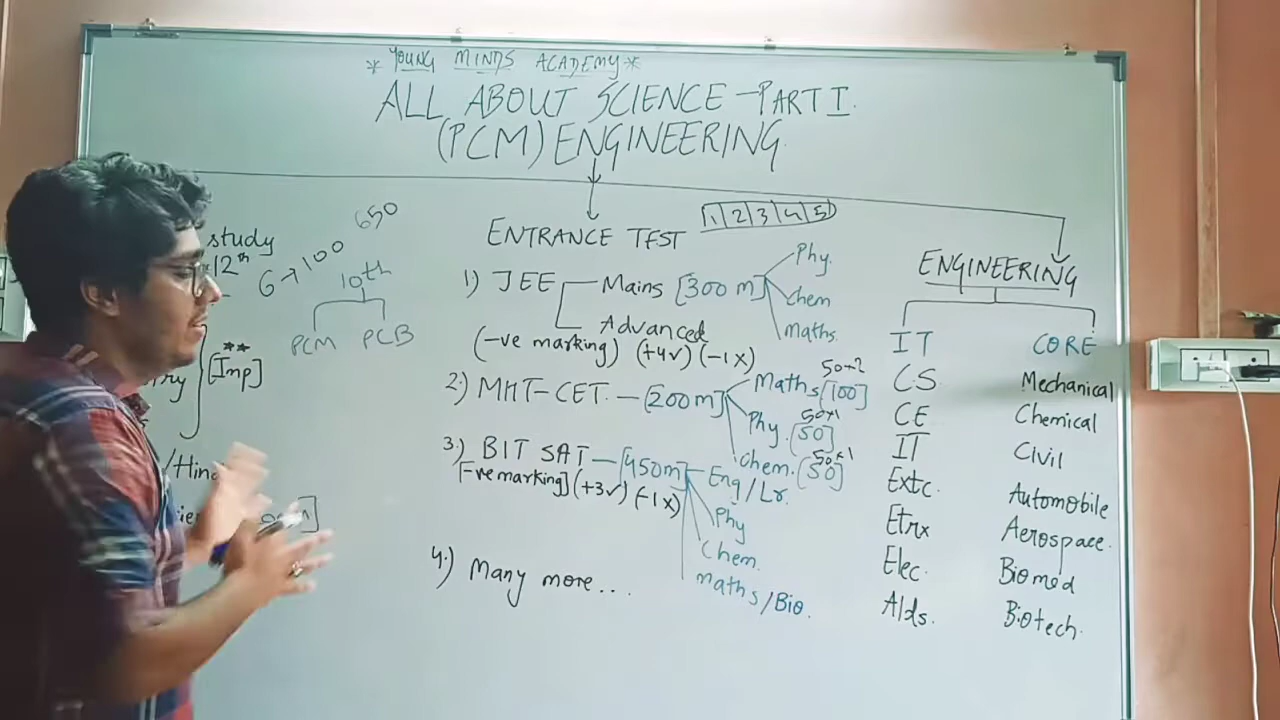 * YOUNG MINDS ACADEMY *
ALL ABOUT SCIENCE - PART I.
(PCM) ENGINEERING.
study
12th
6 → 100
650
10th
PCM PCB
**
[Imp]
/Hin
ENTRANCE TEST
1 2 3 4 5
1) JEE
Mains [300 m]
Phy.
Chem
Maths.
Advanced
(-ve marking) (+4√) (-1 x)
2.) MHT-CET. - [200 m]
50×2
Maths [100]
50×1
Phy. [50]
50×1
Chem. [50]
3.) BIT SAT - [450m]
[-ve marking] (+3√) (-1 x)
Eng/Lr.
Phy
Chem.
maths/Bio.
4.) Many more...
ENGINEERING
IT CORE
CS Mechanical
CE Chemical
IT Civil
Extc. Automobile
Etrx Aerospace.
Elec. Biomed
AIds. Biotech.